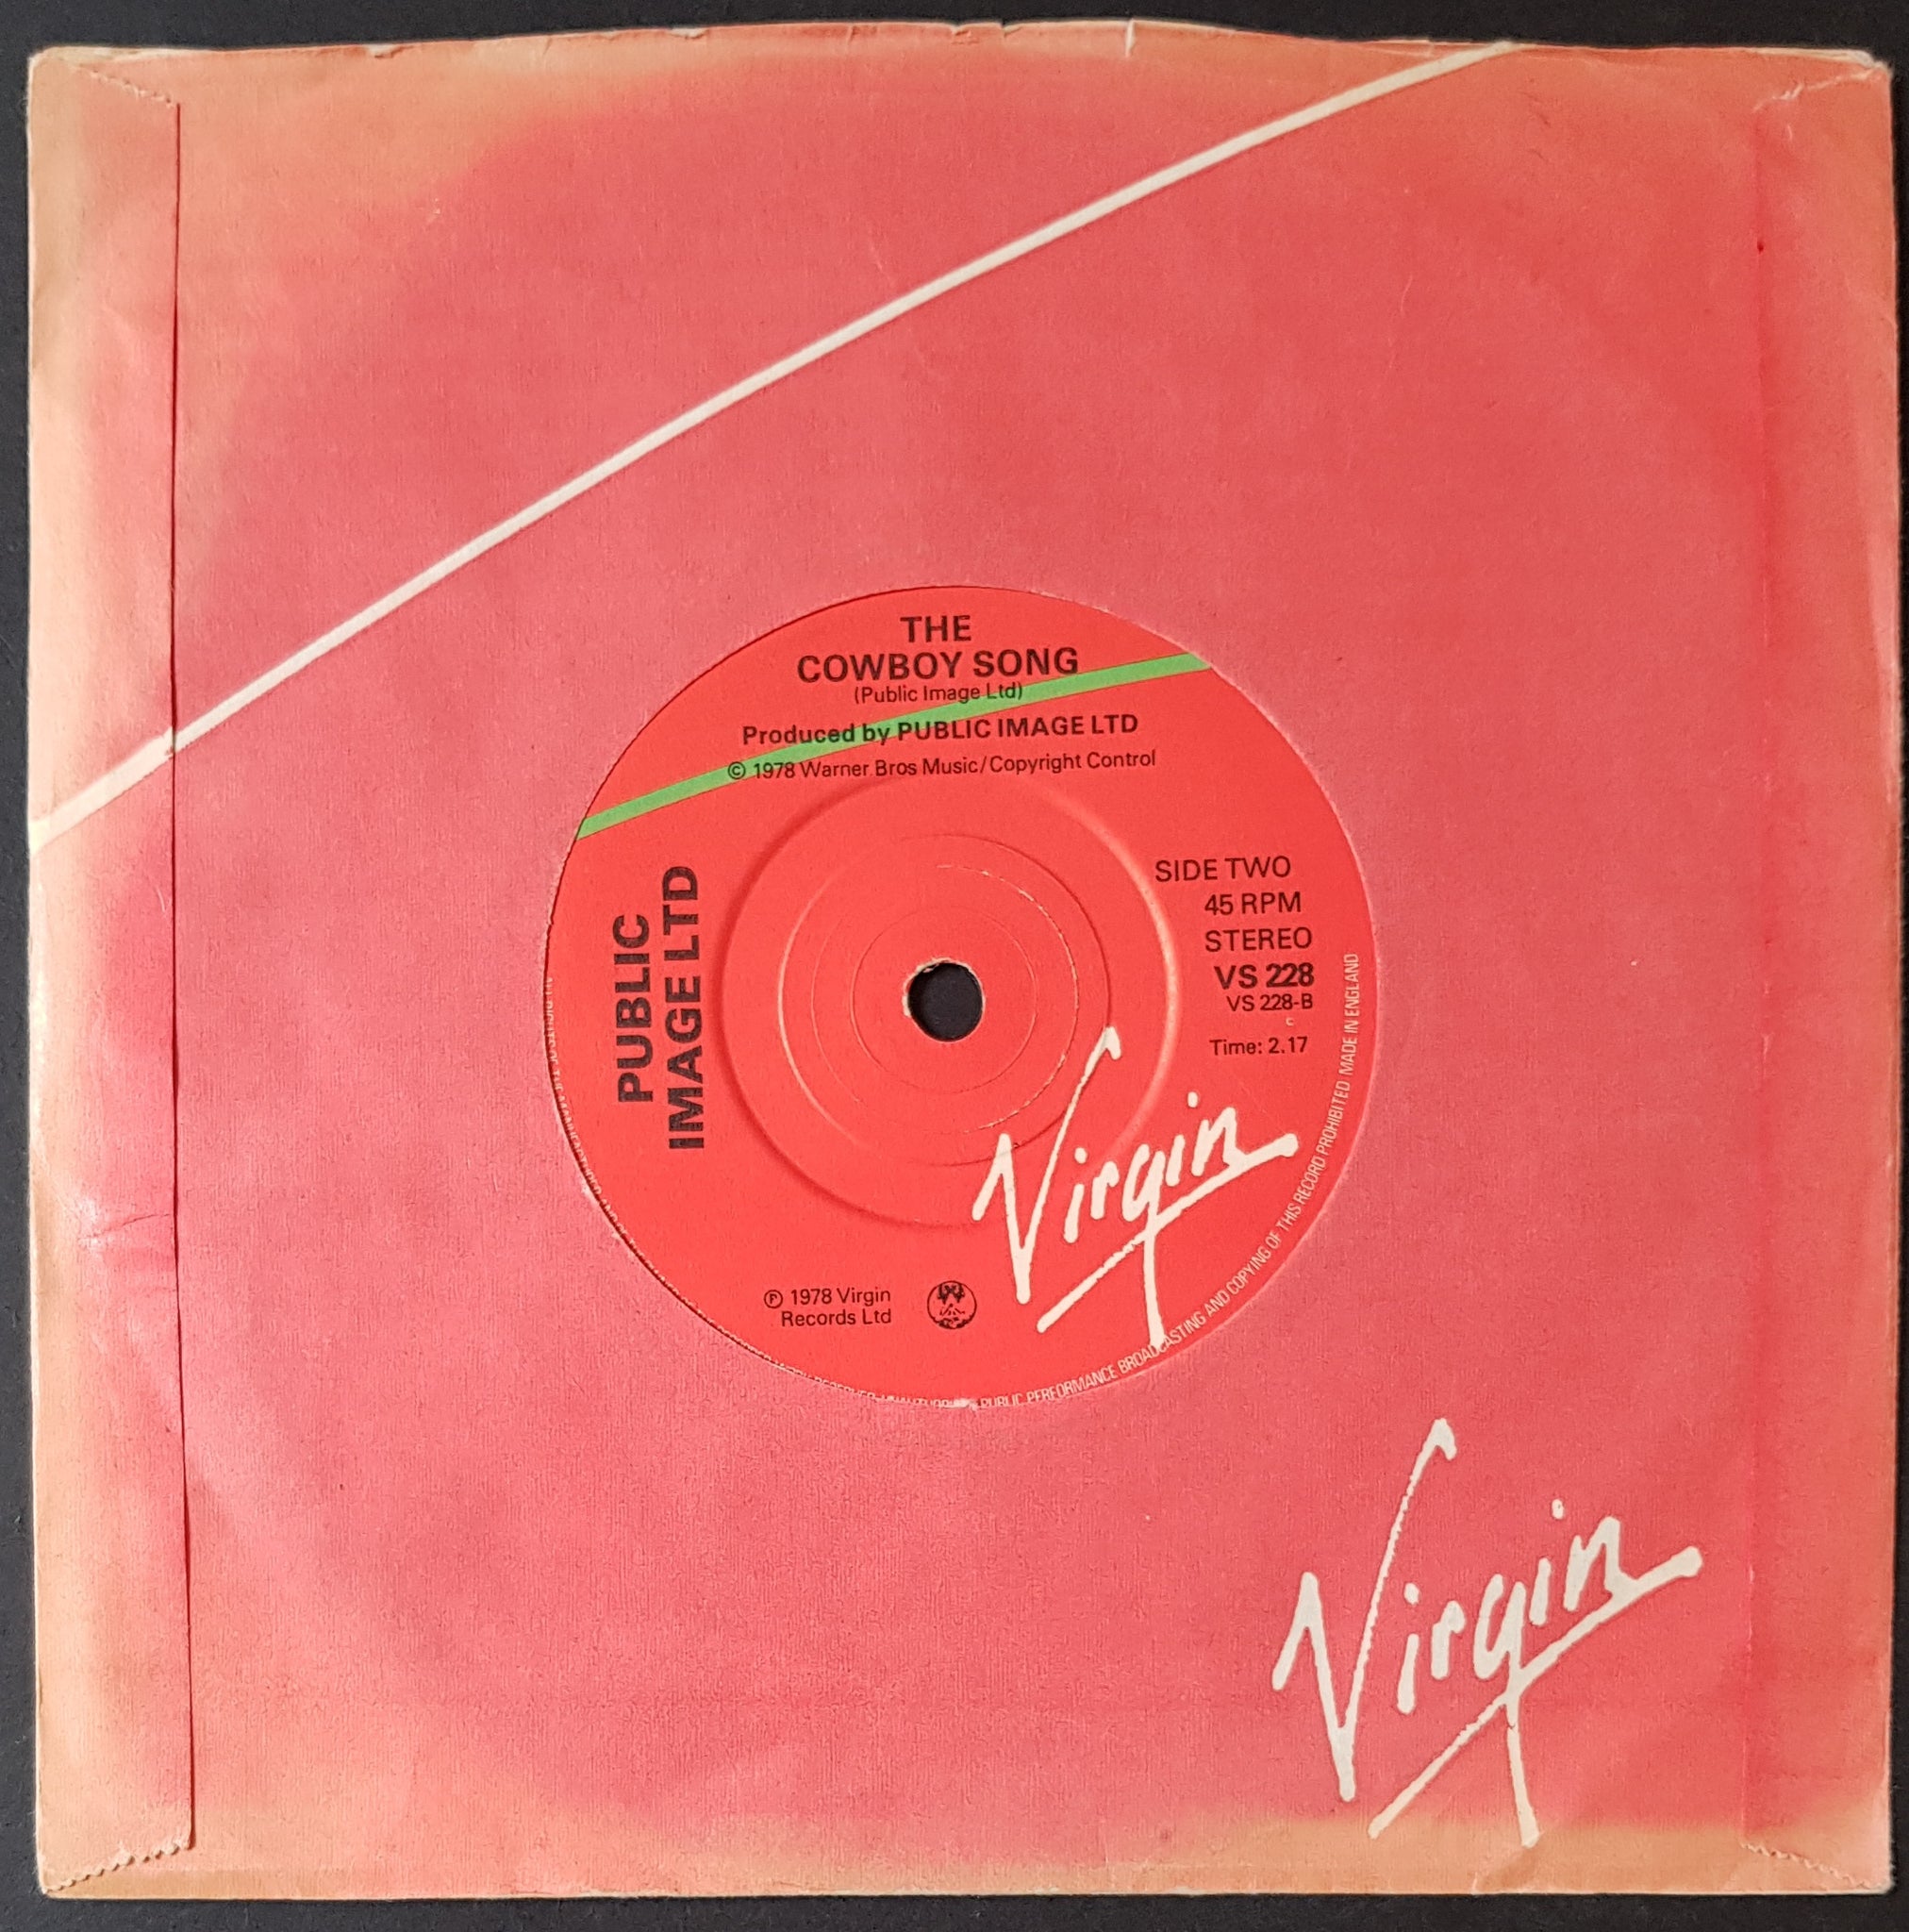 THE
COWBOY SONG
(Public Image Ltd)
Produced by PUBLIC IMAGE LTD
© 1978 Warner Bros Music/Copyright Control
PUBLIC
IMAGE LTD
SIDE TWO
45 RPM
STEREO
VS 228
VS 228-B
c
Time: 2.17
Virgin
℗ 1978 Virgin
Records Ltd
PUBLIC PERFORMANCE BROADCASTING AND COPYING OF THIS RECORD PROHIBITED MADE IN ENGLAND
Virgin